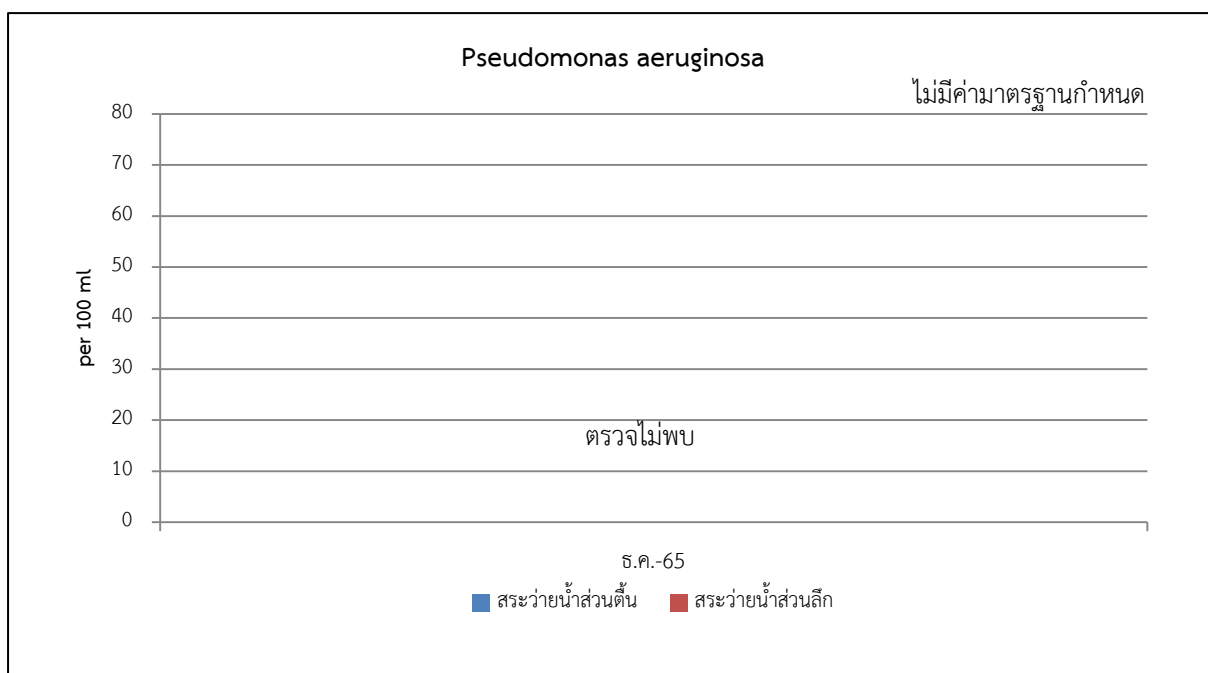 Pseudomonas aeruginosa
ไม่มีค่ามาตรฐานกำหนด
80
70
60
50
40
30
20
10
0
per 100 ml
ตรวจไม่พบ
ธ.ค.-65
สระว่ายน้ำส่วนตื้น สระว่ายน้ำส่วนลึก